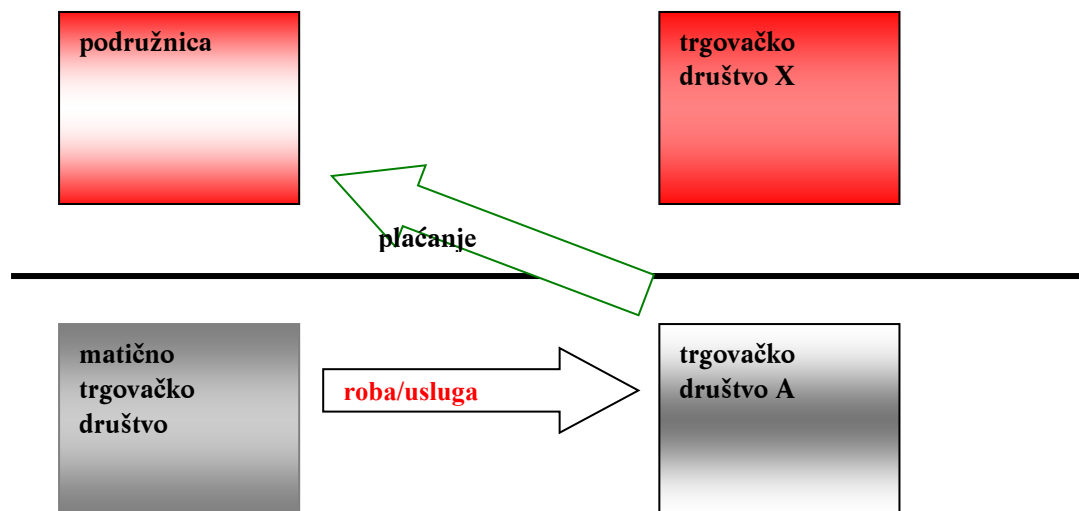 podružnica
trgovačko
društvo X
plaćanje
matično
trgovačko
društvo
roba/usluga
trgovačko
društvo A